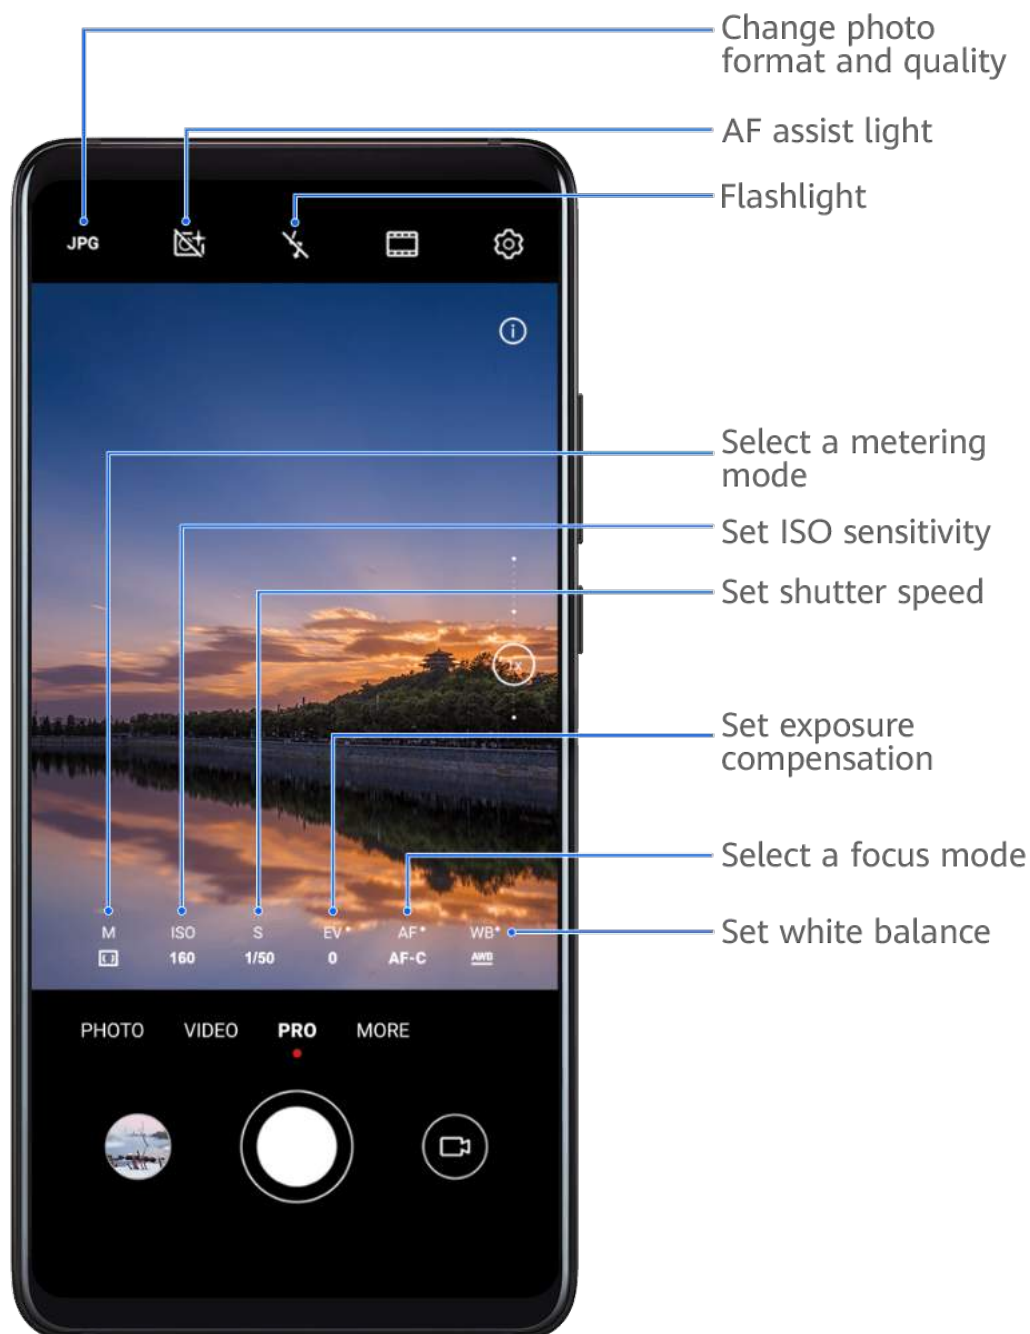 Change photo
format and quality
AF assist light
Flashlight
JPG
Select a metering
mode
Set ISO sensitivity
Set shutter speed
1x
Set exposure
compensation
Select a focus mode
Set white balance
M ISO S EV AF WB
160 1/50 0 AF-C AWB
PHOTO VIDEO PRO MORE